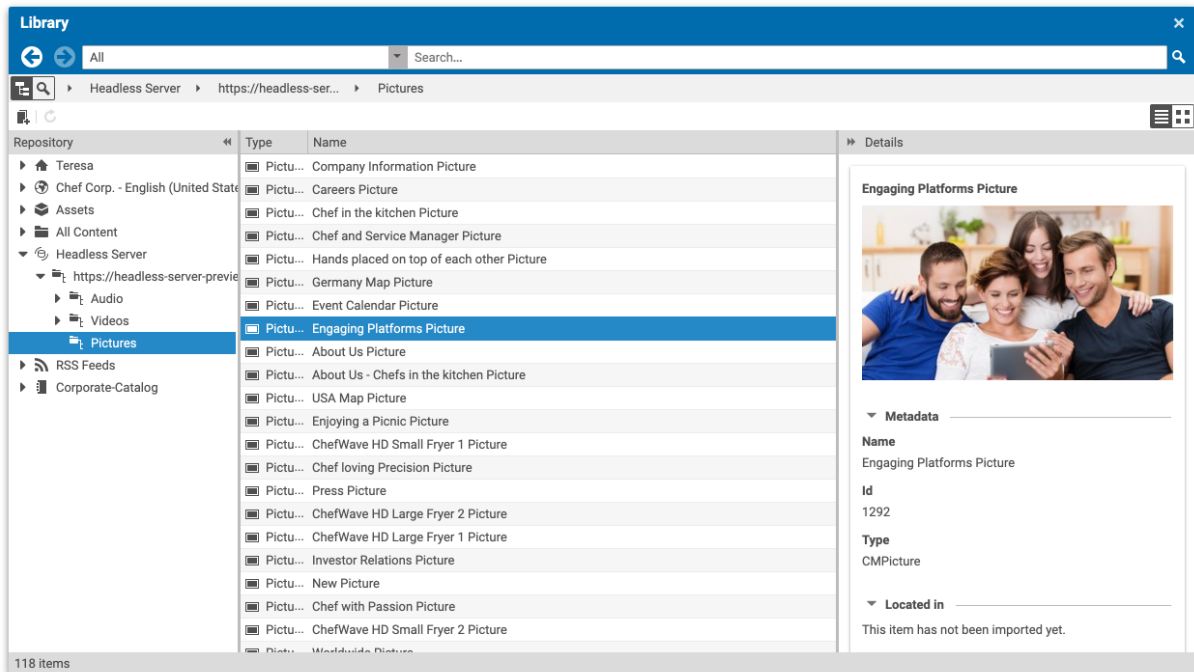 Library
All
Search...
Headless Server
https://headless-ser...
Pictures
Repository
Type
Name
Details
Teresa
Chef Corp. - English (United State
Assets
All Content
Headless Server
https://headless-server-previe
Audio
Videos
Pictures
RSS Feeds
Corporate-Catalog
Pictu... Company Information Picture
Pictu... Careers Picture
Pictu... Chef in the kitchen Picture
Pictu... Chef and Service Manager Picture
Pictu... Hands placed on top of each other Picture
Pictu... Germany Map Picture
Pictu... Event Calendar Picture
Pictu... Engaging Platforms Picture
Pictu... About Us Picture
Pictu... About Us - Chefs in the kitchen Picture
Pictu... USA Map Picture
Pictu... Enjoying a Picnic Picture
Pictu... ChefWave HD Small Fryer 1 Picture
Pictu... Chef loving Precision Picture
Pictu... Press Picture
Pictu... ChefWave HD Large Fryer 2 Picture
Pictu... ChefWave HD Large Fryer 1 Picture
Pictu... Investor Relations Picture
Pictu... New Picture
Pictu... Chef with Passion Picture
Pictu... ChefWave HD Small Fryer 2 Picture
Pictu... Worldwide Picture
Engaging Platforms Picture
Metadata
Name
Engaging Platforms Picture
Id
1292
Type
CMPicture
Located in
This item has not been imported yet.
118 items